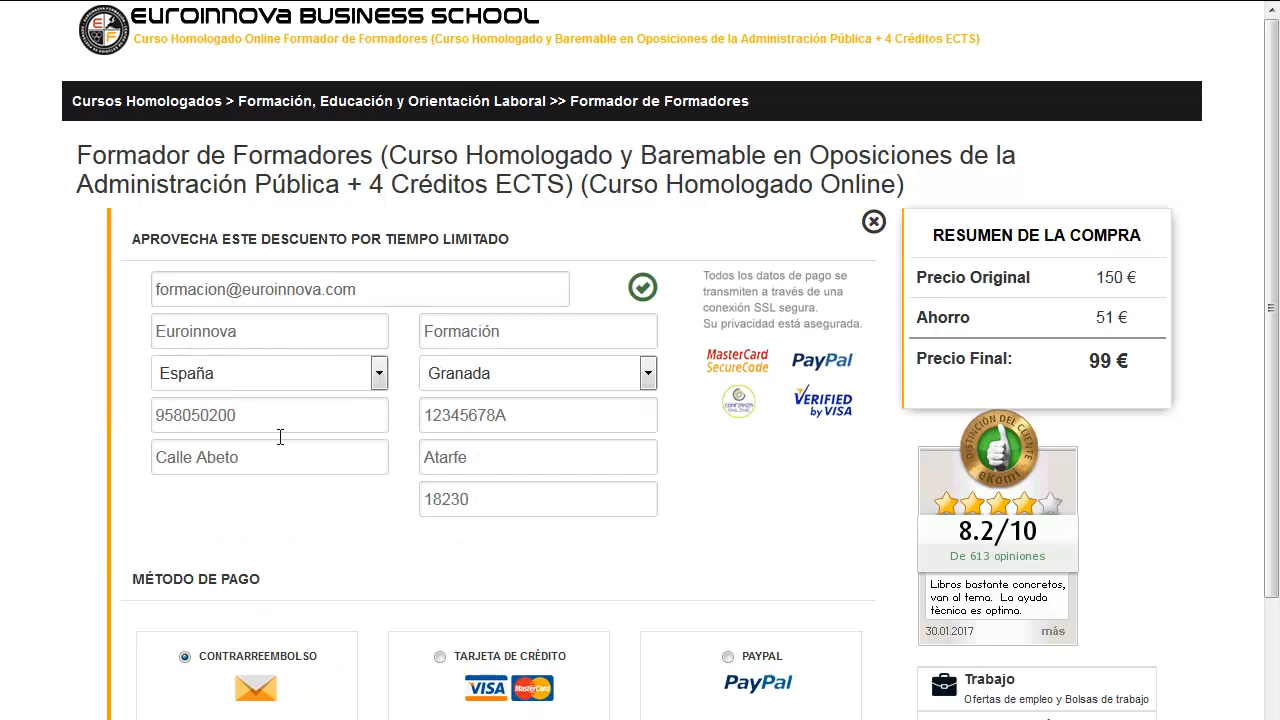 EUROINNOVA BUSINESS SCHOOL
Curso Homologado Online Formador de Formadores (Curso Homologado y Baremable en Oposiciones de la Administración Pública + 4 Créditos ECTS)
Cursos Homologados > Formación, Educación y Orientación Laboral >> Formador de Formadores
Formador de Formadores (Curso Homologado y Baremable en Oposiciones de la
Administración Pública + 4 Créditos ECTS) (Curso Homologado Online)
APROVECHA ESTE DESCUENTO POR TIEMPO LIMITADO
formacion@euroinnova.com
Euroinnova
Formación
España
Granada
958050200
12345678A
Calle Abeto
Atarfe
18230
Todos los datos de pago se
transmiten a través de una
conexión SSL segura.
Su privacidad está asegurada.
MasterCard
SecureCode
PayPal
CONFIANZA
ONLINE
VERIFIED
by VISA
MÉTODO DE PAGO
CONTRARREEMBOLSO
TARJETA DE CRÉDITO
VISA
MasterCard
PAYPAL
PayPal
RESUMEN DE LA COMPRA
Precio Original 150 €
Ahorro 51 €
Precio Final: 99 €
DISTINCIÓN DEL CLIENTE
eKomi
8.2/10
De 613 opiniones
Libros bastante concretos,
van al tema. La ayuda
tècnica es optima.
30.01.2017 más
Trabajo
Ofertas de empleo y Bolsas de trabajo